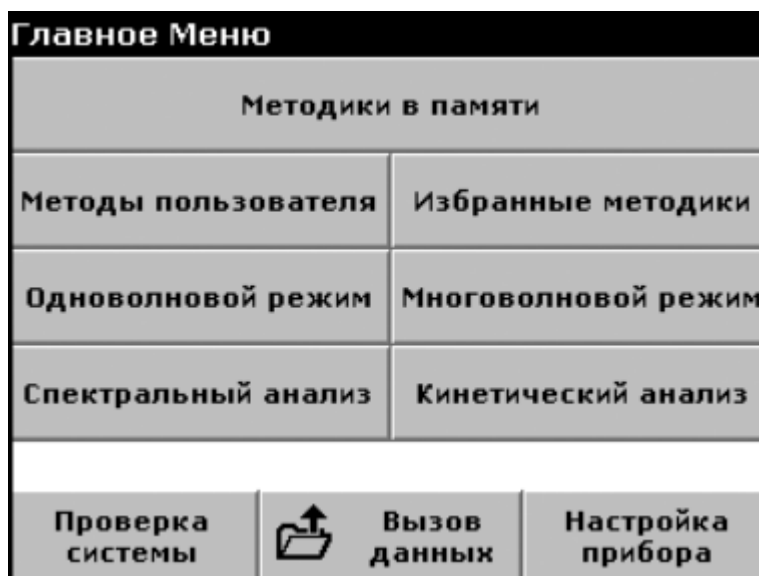 Главное Меню
Методики в памяти
Методы пользователя
Избранные методики
Одноволновой режим
Многоволновой режим
Спектральный анализ
Кинетический анализ
Проверка
системы
Вызов
данных
Настройка
прибора